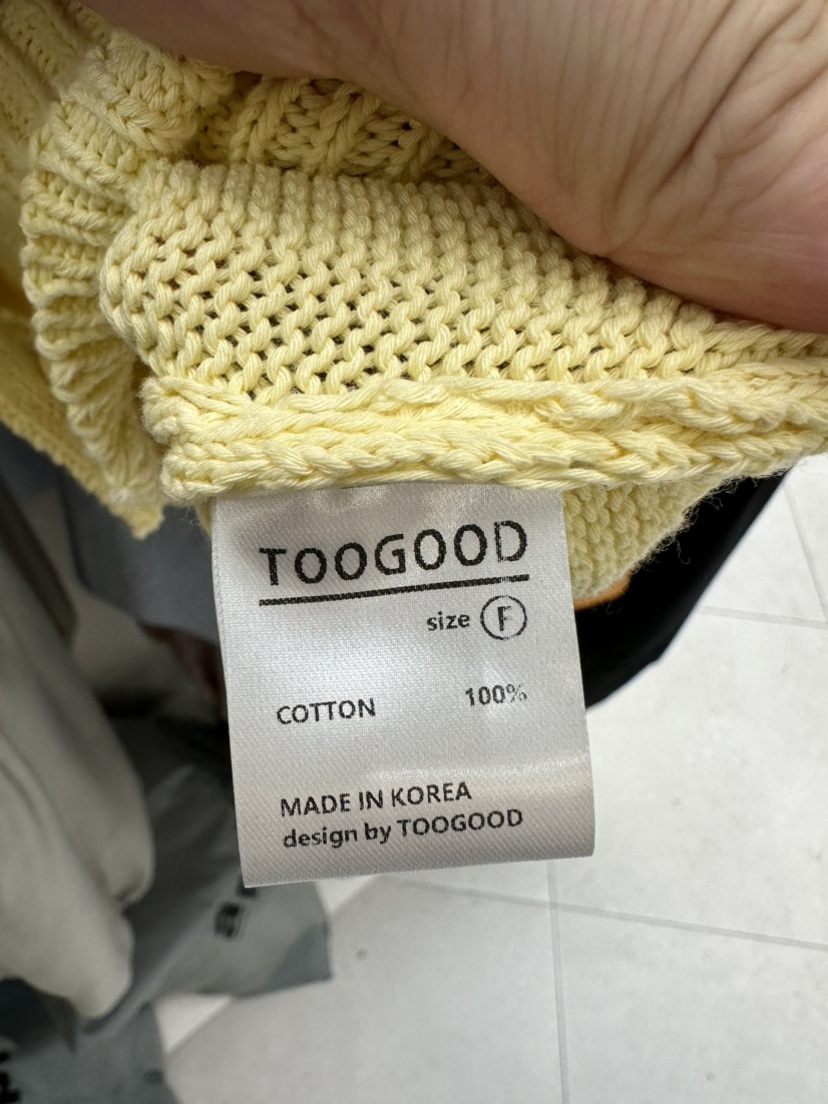 TOOGOOD
size F
COTTON 100%
MADE IN KOREA
design by TOOGOOD